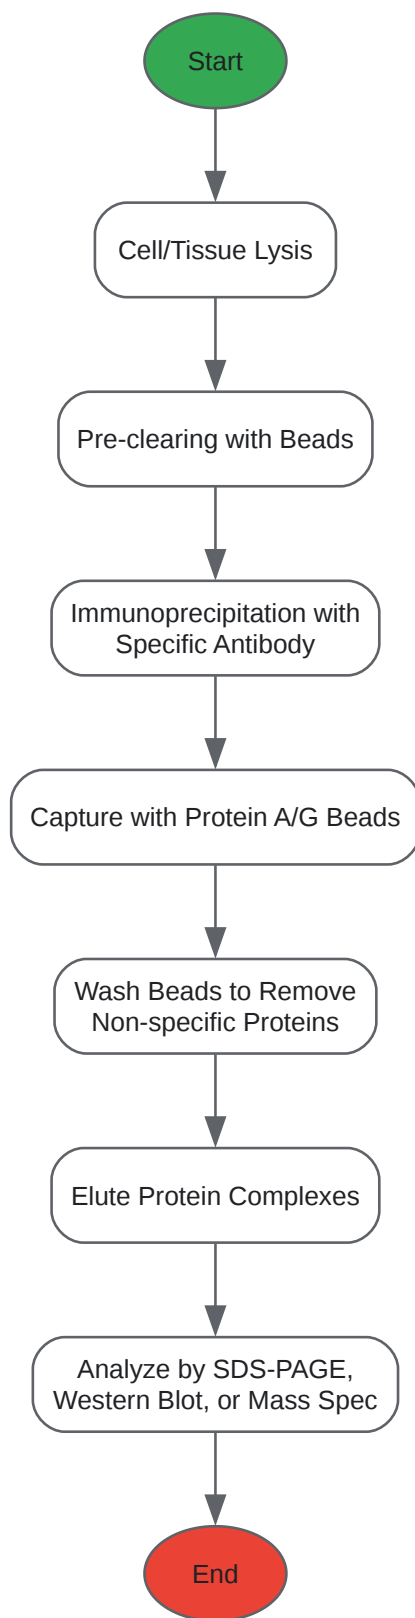 Start
Cell/Tissue Lysis
Pre-clearing with Beads
Immunoprecipitation with
Specific Antibody
Capture with Protein A/G Beads
Wash Beads to Remove
Non-specific Proteins
Elute Protein Complexes
Analyze by SDS-PAGE,
Western Blot, or Mass Spec
End